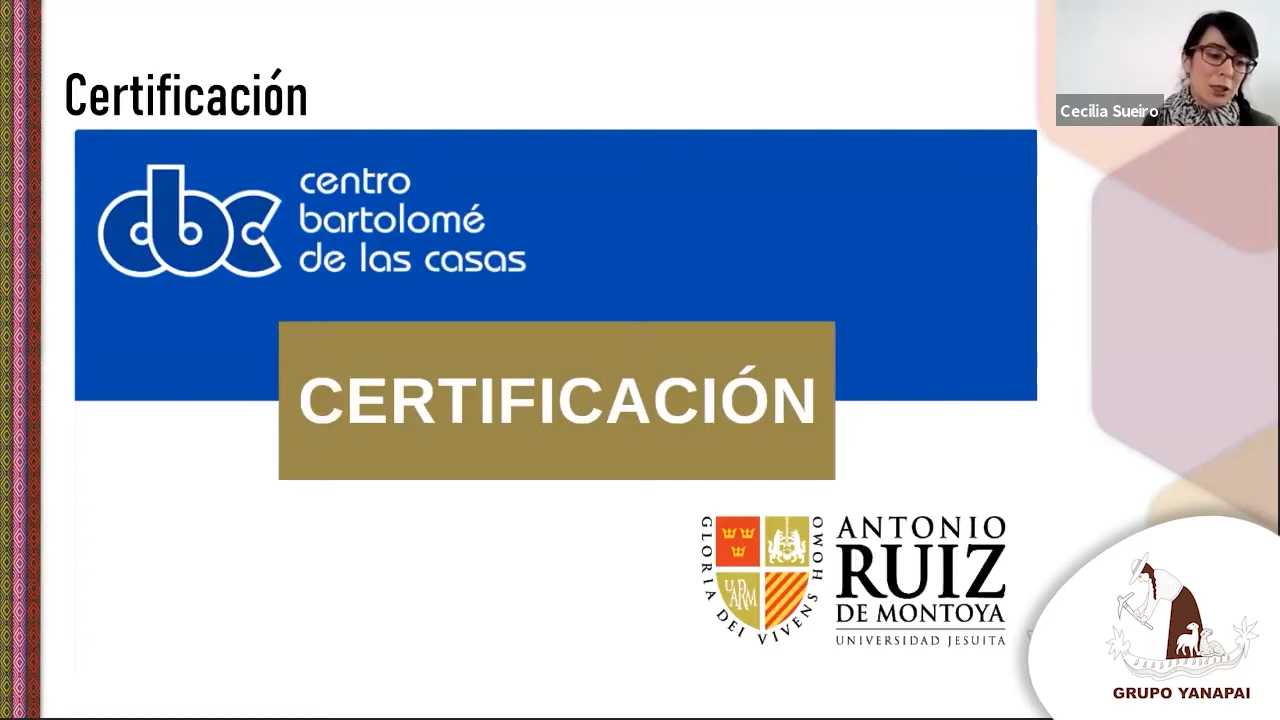 Certificación
Cecilia Sueiro
cbc
centro
bartolomé
de las casas
CERTIFICACIÓN
GLORIA DEI VIVENS HOMO
UARM
ANTONIO
RUIZ
DE MONTOYA
UNIVERSIDAD JESUITA
GRUPO YANAPAI